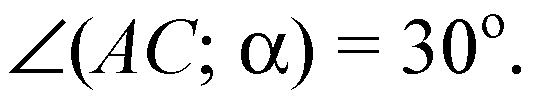 ∠(AC; α) = 30°.